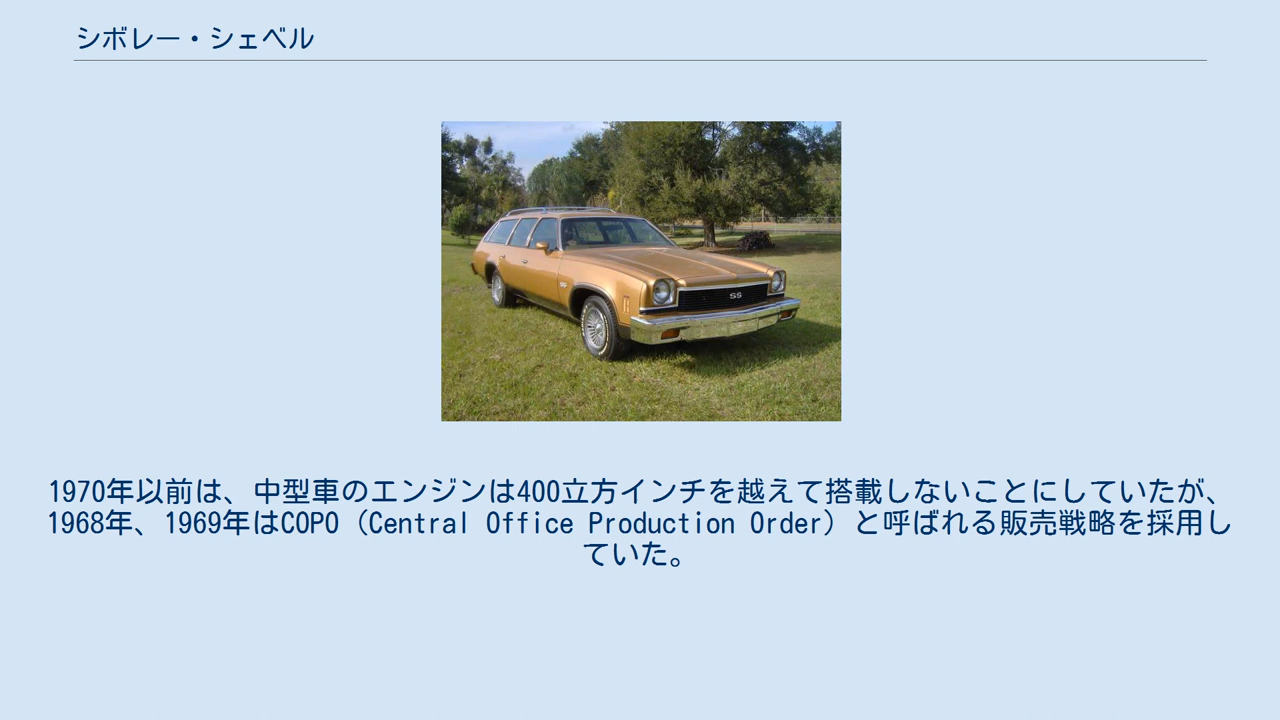 シボレー・シェベル
SS
1970年以前は、中型車のエンジンは400立方インチを越えて搭載しないことにしていたが、
1968年、1969年はCOPO（Central Office Production Order）と呼ばれる販売戦略を採用し
ていた。